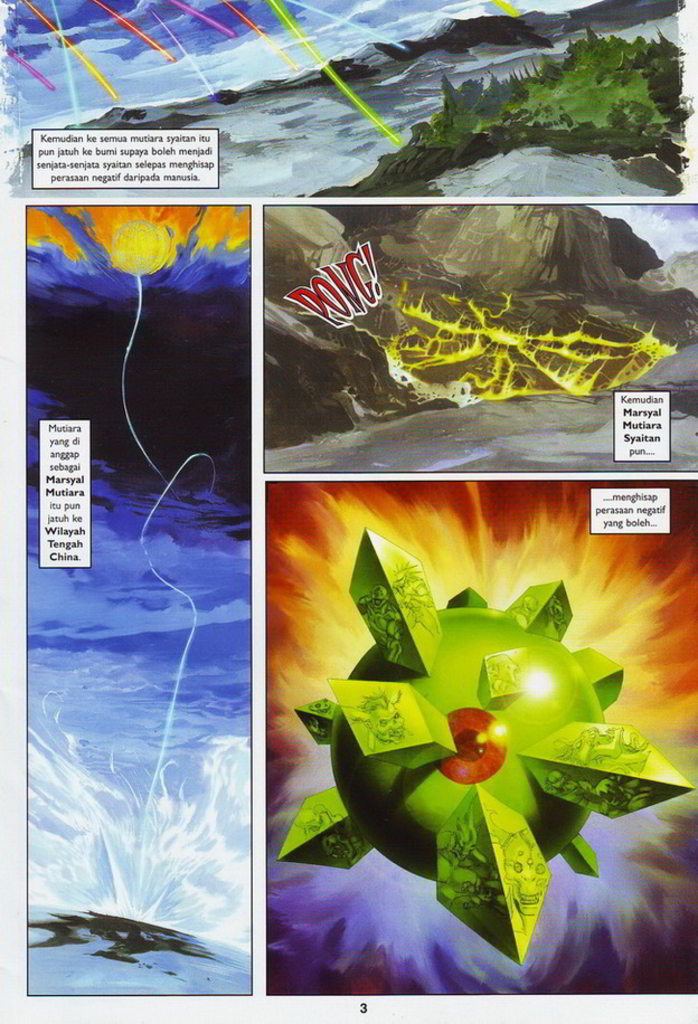 Kemudian ke semua mutiara syaitan itu
pun jatuh ke bumi supaya boleh menjadi
senjata-senjata syaitan selepas menghisap
perasaan negatif daripada manusia.
Mutiara
yang di
anggap
sebagai
Marsyal
Mutiara
itu pun
jatuh ke
Wilayah
Tengah
China.
PONG!
Kemudian
Marsyal
Mutiara
Syaitan
pun....
....menghisap
perasaan negatif
yang boleh...
3